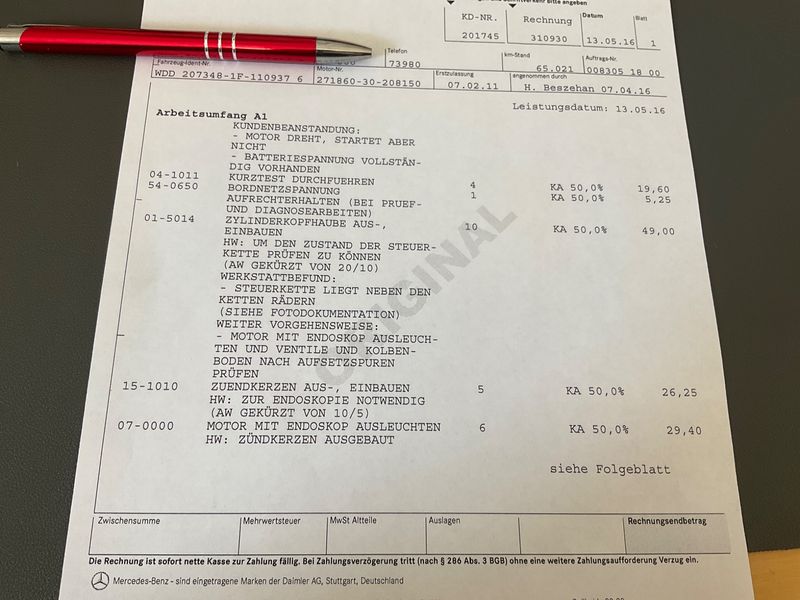 KD-NR. Rechnung Datum Blatt
201745 310930 13.05.16 1
Telefon km-Stand Auftrags-Nr.
73980 65.021 008305 18 00
Fahrzeug-Ident-Nr. Motor-Nr. Erstzulassung angenommen durch
WDD 207348-1F-110937 6 271860-30-208150 07.02.11 H. Beszehan 07.04.16
Leistungsdatum: 13.05.16
Arbeitsumfang A1
KUNDENBEANSTANDUNG:
- MOTOR DREHT, STARTET ABER
NICHT
- BATTERIESPANNUNG VOLLSTÄN-
DIG VORHANDEN
04-1011 KURZTEST DURCHFUEHREN 4 KA 50,0% 19,60
54-0650 BORDNETZSPANNUNG 1 KA 50,0% 5,25
AUFRECHTERHALTEN (BEI PRUEF-
UND DIAGNOSEARBEITEN)
01-5014 ZYLINDERKOPFHAUBE AUS-, 10 KA 50,0% 49,00
EINBAUEN
HW: UM DEN ZUSTAND DER STEUER-
KETTE PRÜFEN ZU KÖNNEN
(AW GEKÜRZT VON 20/10)
WERKSTATTBEFUND:
- STEUERKETTE LIEGT NEBEN DEN
KETTEN RÄDERN
(SIEHE FOTODOKUMENTATION)
WEITER VORGEHENSWEISE:
- MOTOR MIT ENDOSKOP AUSLEUCH-
TEN UND VENTILE UND KOLBEN-
BODEN NACH AUFSETZSPUREN
PRÜFEN
15-1010 ZUENDKERZEN AUS-, EINBAUEN 5 KA 50,0% 26,25
HW: ZUR ENDOSKOPIE NOTWENDIG
(AW GEKÜRZT VON 10/5)
07-0000 MOTOR MIT ENDOSKOP AUSLEUCHTEN 6 KA 50,0% 29,40
HW: ZÜNDKERZEN AUSGEBAUT
ORIGINAL
siehe Folgeblatt
Zwischensumme Mehrwertsteuer MwSt Altteile Auslagen Rechnungsendbetrag
Die Rechnung ist sofort nette Kasse zur Zahlung fällig. Bei Zahlungsverzögerung tritt (nach § 286 Abs. 3 BGB) ohne eine weitere Zahlungsaufforderung Verzug ein.
Mercedes-Benz - sind eingetragene Marken der Daimler AG, Stuttgart, Deutschland